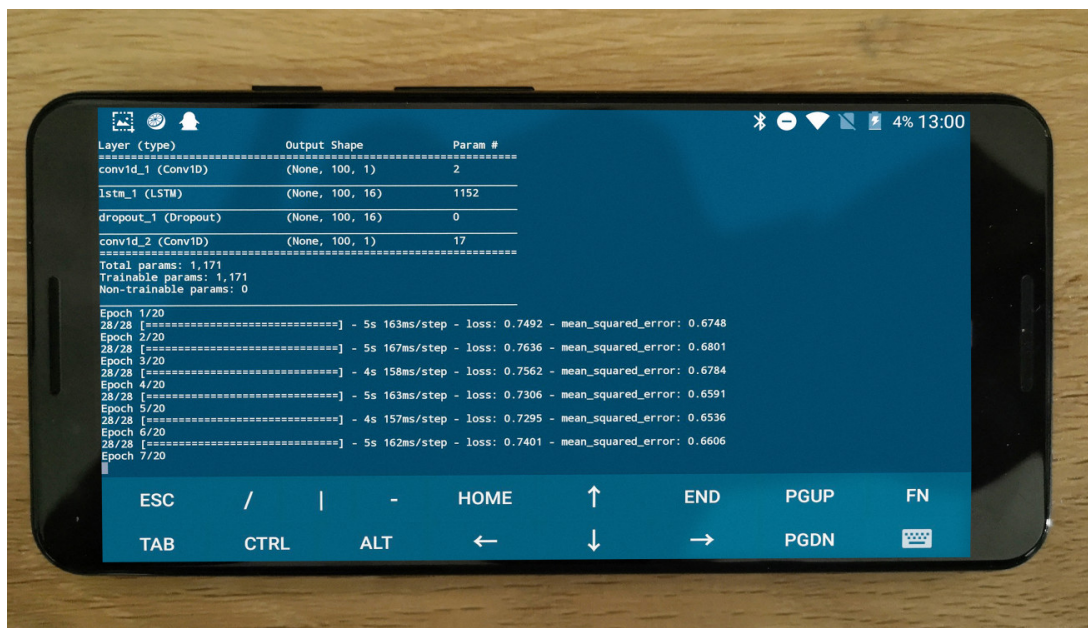 4% 13:00
Layer (type) Output Shape Param #
=================================================================
conv1d_1 (Conv1D) (None, 100, 1) 2
_________________________________________________________________
lstm_1 (LSTM) (None, 100, 16) 1152
_________________________________________________________________
dropout_1 (Dropout) (None, 100, 16) 0
_________________________________________________________________
conv1d_2 (Conv1D) (None, 100, 1) 17
=================================================================
Total params: 1,171
Trainable params: 1,171
Non-trainable params: 0
_________________________________________________________________
Epoch 1/20
28/28 [==============================] - 5s 163ms/step - loss: 0.7492 - mean_squared_error: 0.6748
Epoch 2/20
28/28 [==============================] - 5s 167ms/step - loss: 0.7636 - mean_squared_error: 0.6801
Epoch 3/20
28/28 [==============================] - 4s 158ms/step - loss: 0.7562 - mean_squared_error: 0.6784
Epoch 4/20
28/28 [==============================] - 5s 163ms/step - loss: 0.7306 - mean_squared_error: 0.6591
Epoch 5/20
28/28 [==============================] - 4s 157ms/step - loss: 0.7295 - mean_squared_error: 0.6536
Epoch 6/20
28/28 [==============================] - 5s 162ms/step - loss: 0.7401 - mean_squared_error: 0.6606
Epoch 7/20
ESC / | - HOME ↑ END PGUP FN
TAB CTRL ALT ← ↓ → PGDN